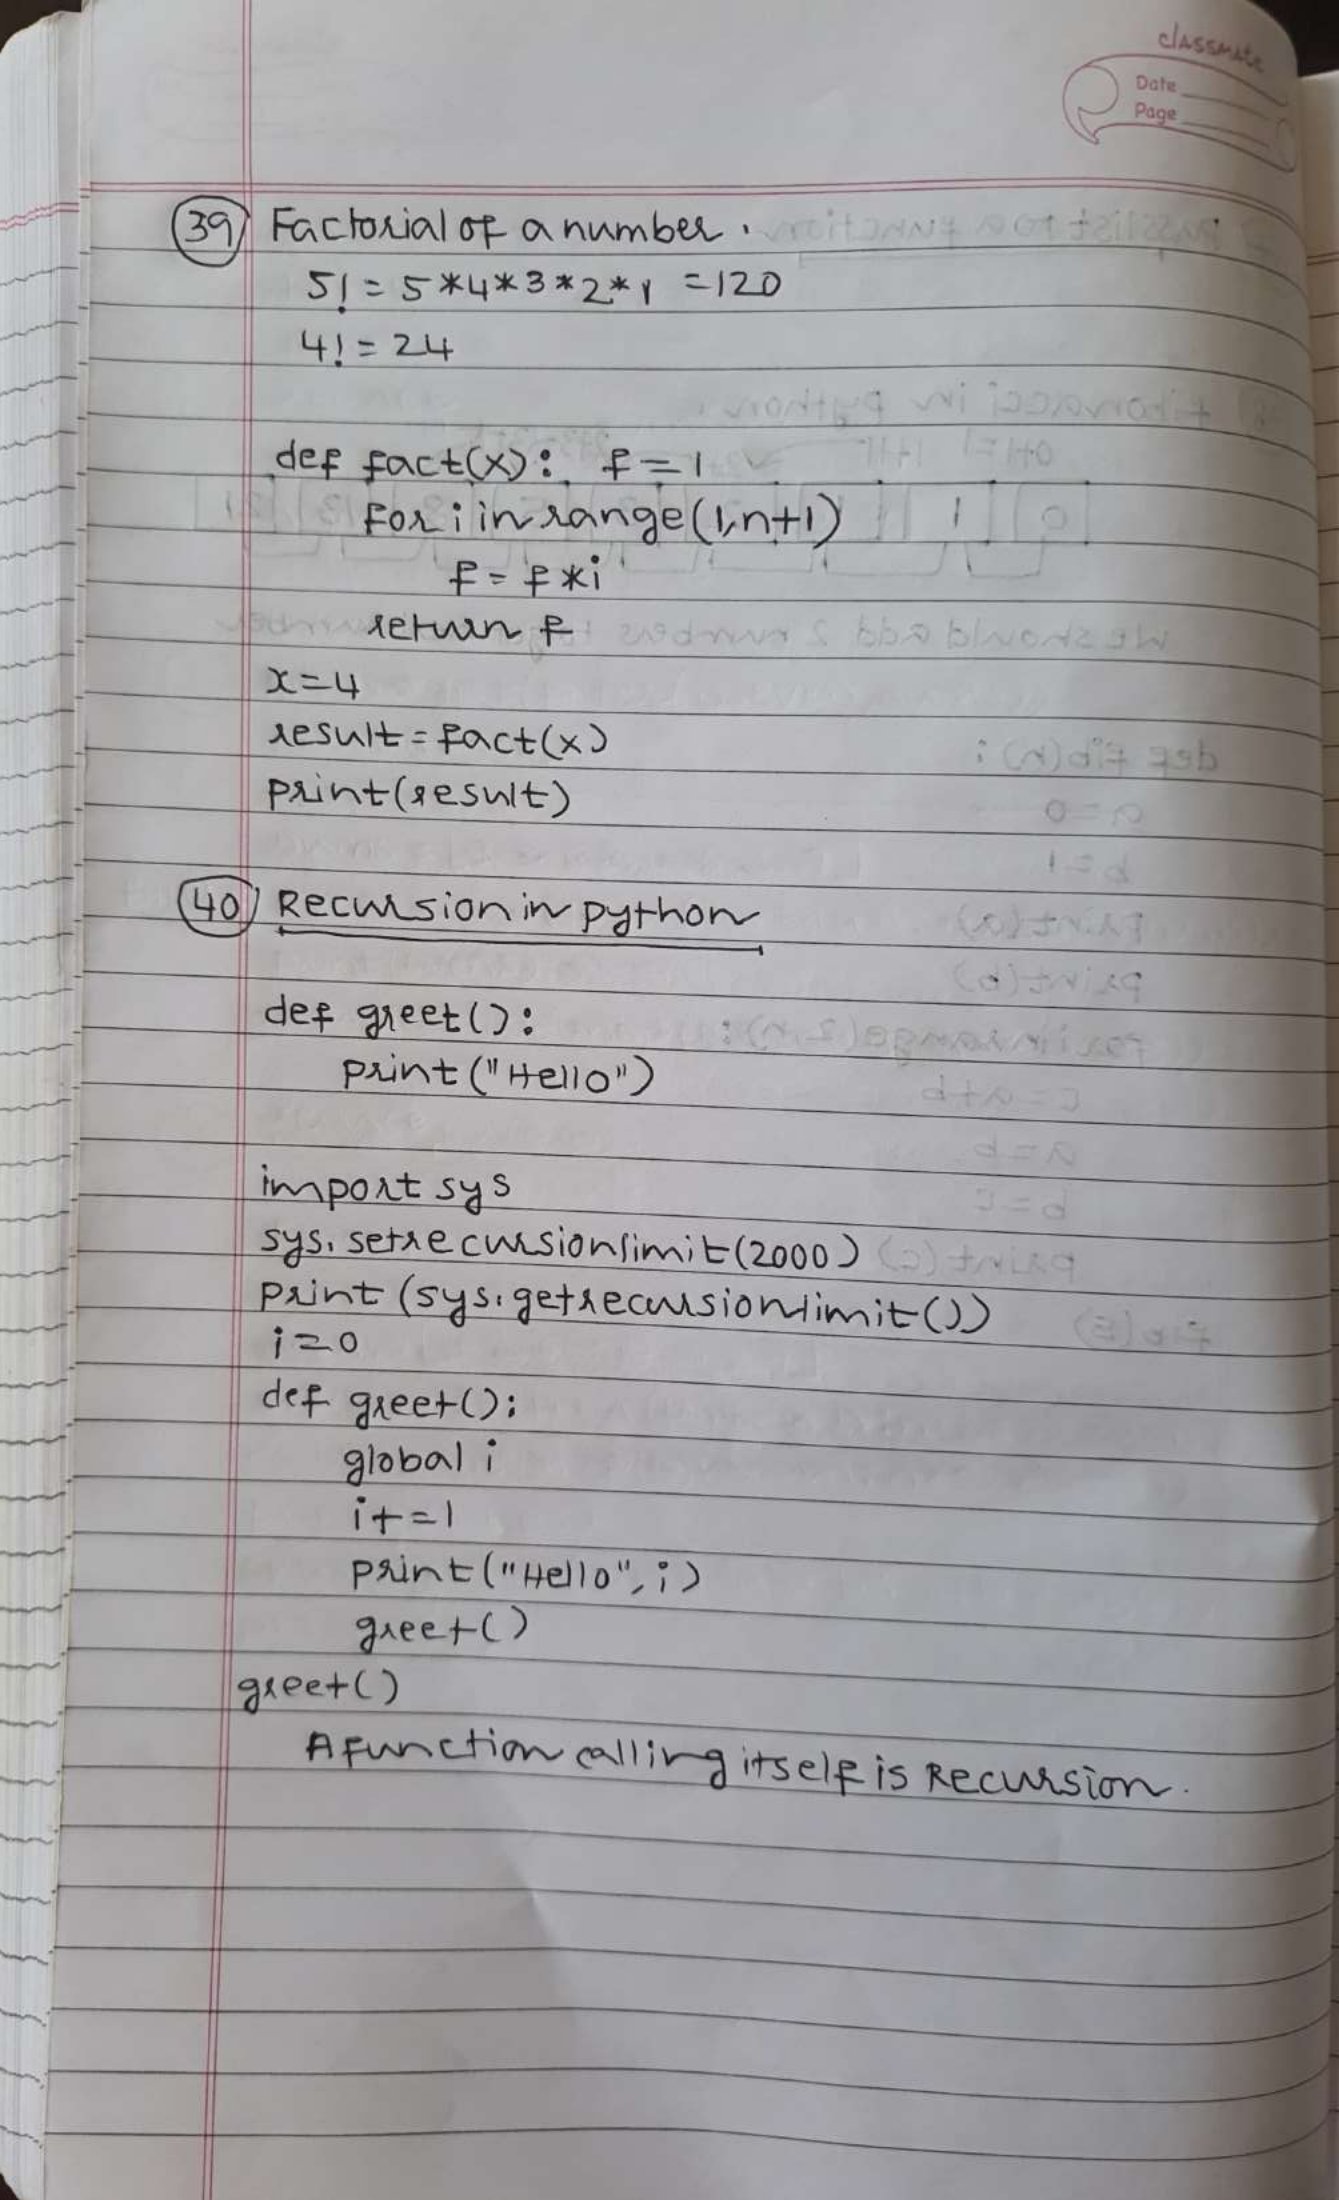 classmate
Date
Page
39 Factorial of a number.
5! = 5*4*3*2*1 = 120
4! = 24
def fact(x): f=1
for i in range(1,n+1)
f = f*i
return f
x=4
result = fact(x)
print(result)
40 Recursion in python
def greet():
print("Hello")
import sys
sys.setrecursionlimit(2000)
print(sys.getrecursionlimit())
i=0
def greet():
global i
i+=1
print("Hello",i)
greet()
greet()
A function calling itself is Recursion.